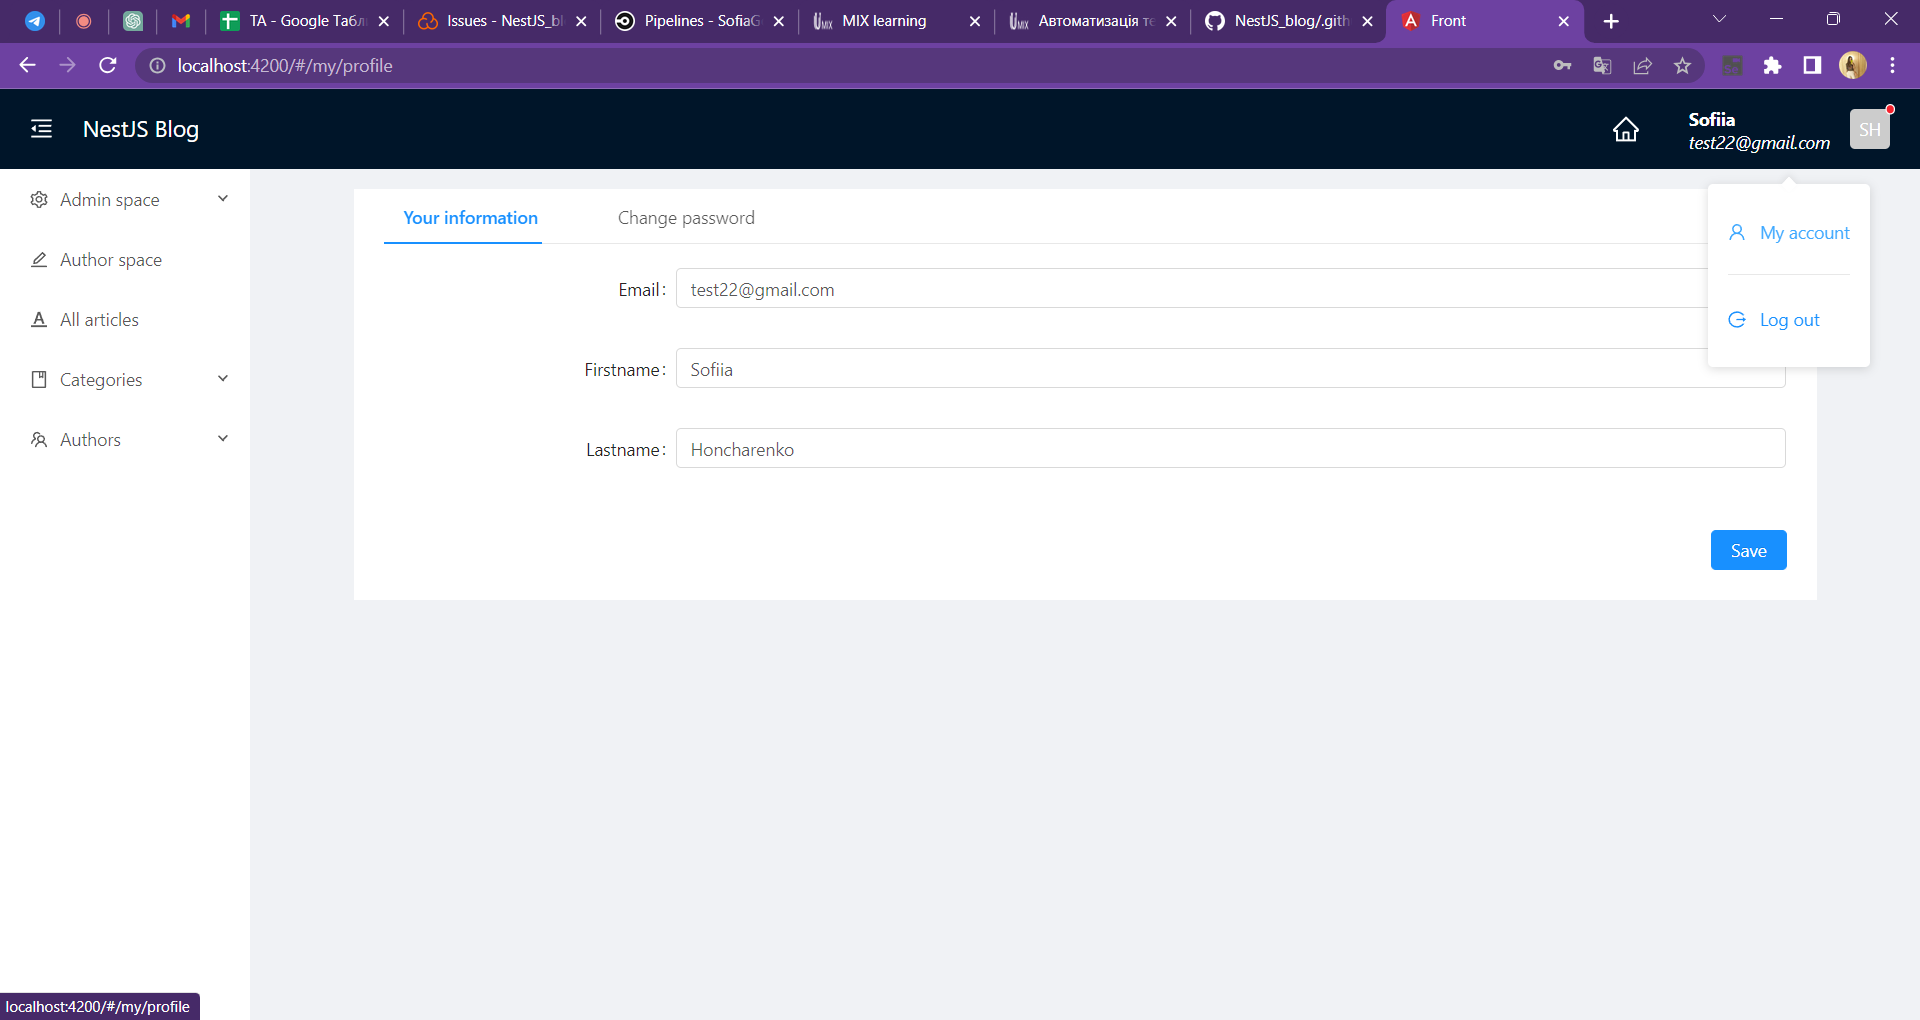 TA - Google Табл
Issues - NestJS_bl
Pipelines - SofiaG
MIX learning
Автоматизація те
NestJS_blog/.gith
Front
localhost:4200/#/my/profile
NestJS Blog
Sofiia
test22@gmail.com
SH
Admin space
Author space
All articles
Categories
Authors
Your information
Change password
My account
Log out
Email:
test22@gmail.com
Firstname:
Sofiia
Lastname:
Honcharenko
Save
localhost:4200/#/my/profile